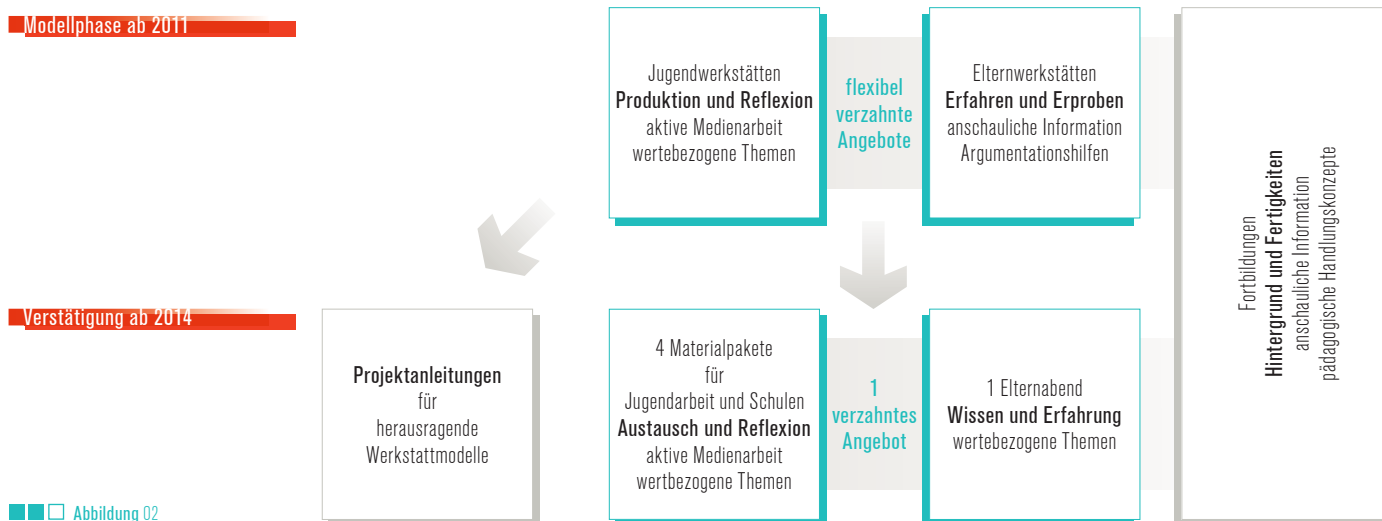 Modellphase ab 2011
Jugendwerkstätten
Produktion und Reflexion
aktive Medienarbeit
wertebezogene Themen
flexibel
verzahnte
Angebote
Elternwerkstätten
Erfahren und Erproben
anschauliche Information
Argumentationshilfen
Fortbildungen
Hintergrund und Fertigkeiten
anschauliche Information
pädagogische Handlungskonzepte
Verstätigung ab 2014
Projektanleitungen
für
herausragende
Werkstattmodelle
4 Materialpakete
für
Jugendarbeit und Schulen
Austausch und Reflexion
aktive Medienarbeit
wertbezogene Themen
1
verzahntes
Angebot
1 Elternabend
Wissen und Erfahrung
wertebezogene Themen
Abbildung 02